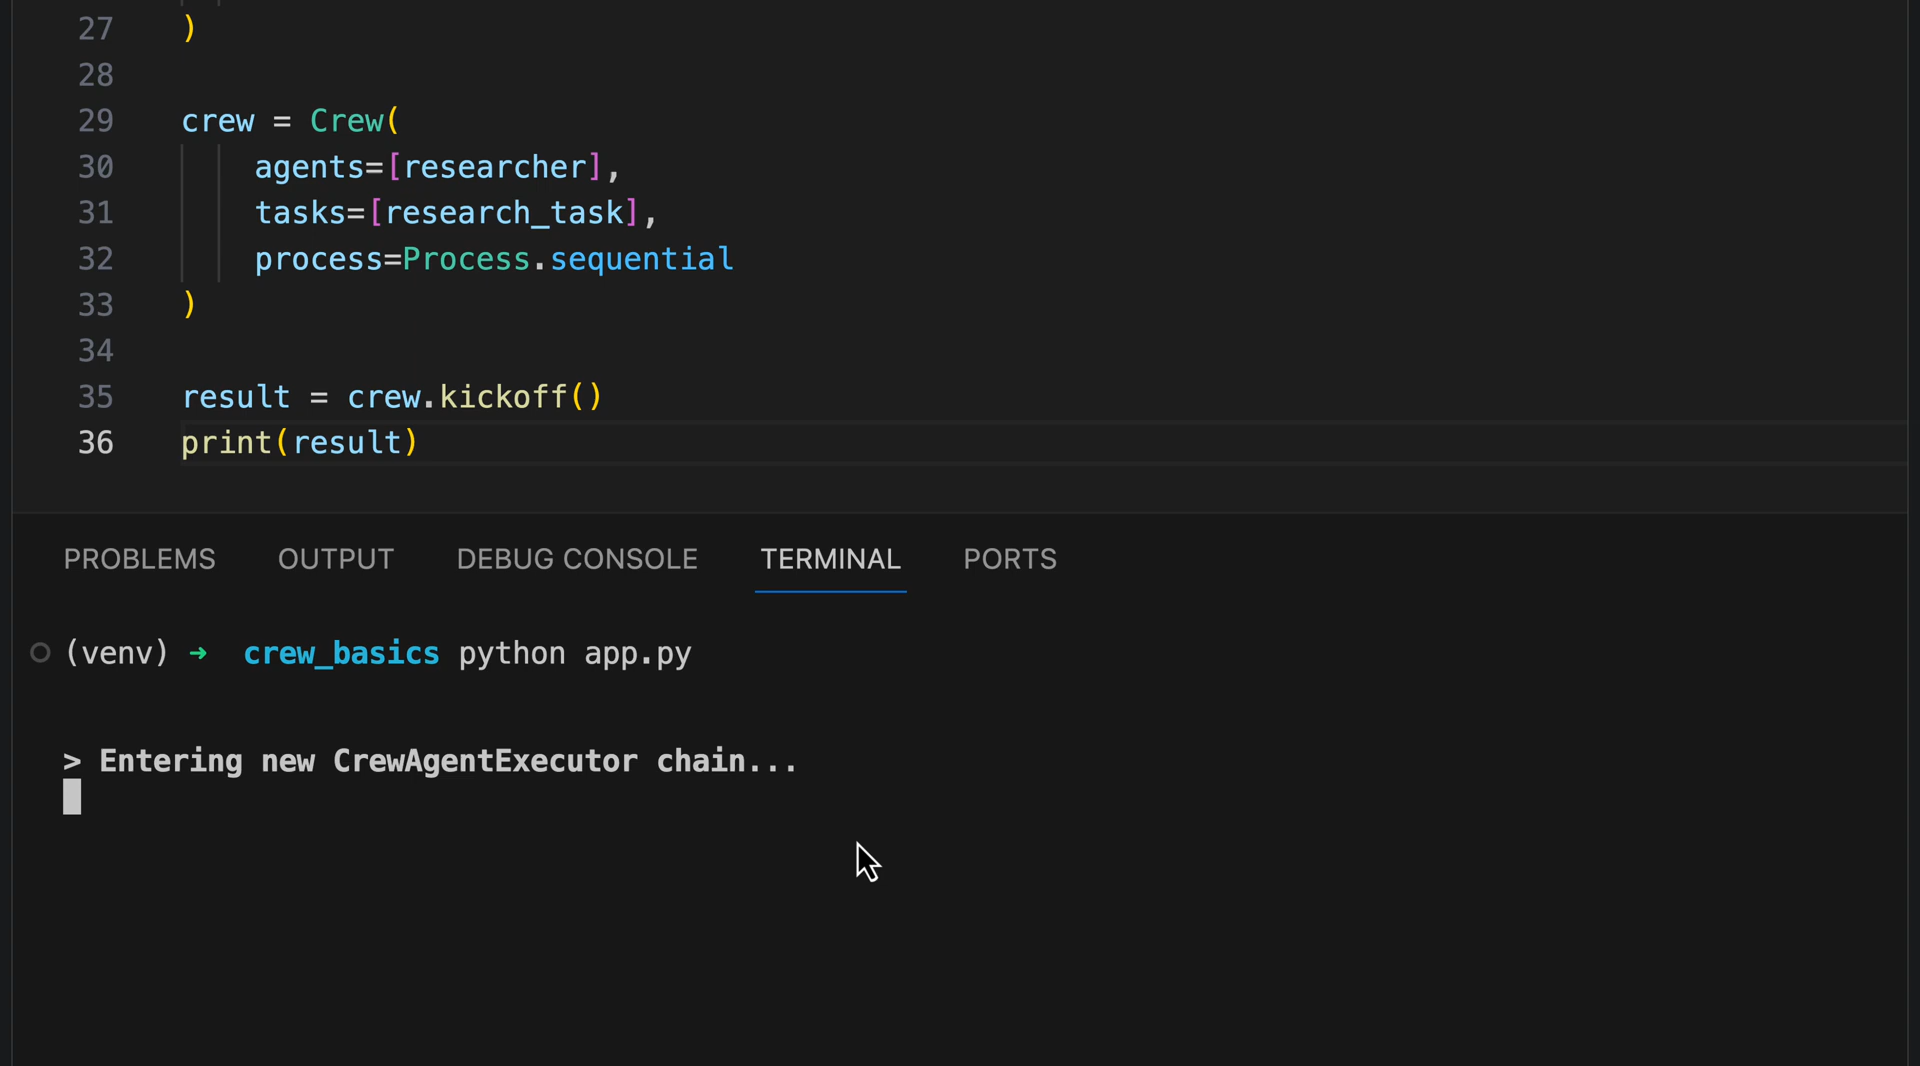 27 )
28
29 crew = Crew(
30 agents=[researcher],
31 tasks=[research_task],
32 process=Process.sequential
33 )
34
35 result = crew.kickoff()
36 print(result)
PROBLEMS OUTPUT DEBUG CONSOLE TERMINAL PORTS
(venv) ➜ crew_basics python app.py
> Entering new CrewAgentExecutor chain...